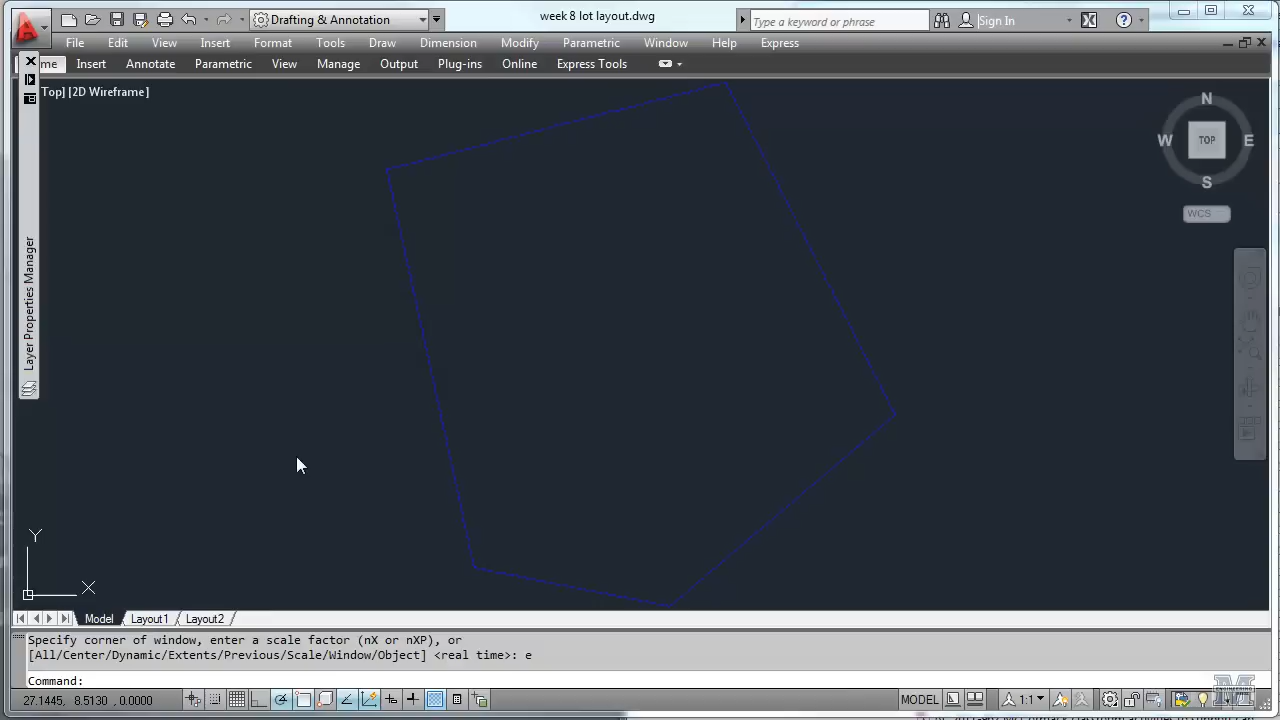 Drafting & Annotation
week 8 lot layout.dwg
Type a keyword or phrase
Sign In
File Edit View Insert Format Tools Draw Dimension Modify Parametric Window Help Express
me Insert Annotate Parametric View Manage Output Plug-ins Online Express Tools
Top] [2D Wireframe]
N
W TOP E
S
WCS
Layer Properties Manager
Y
X
Model Layout1 Layout2
Specify corner of window, enter a scale factor (nX or nXP), or
[All/Center/Dynamic/Extents/Previous/Scale/Window/Object] <real time>: e
Command:
27.1445, 8.5130 , 0.0000
MODEL
1:1